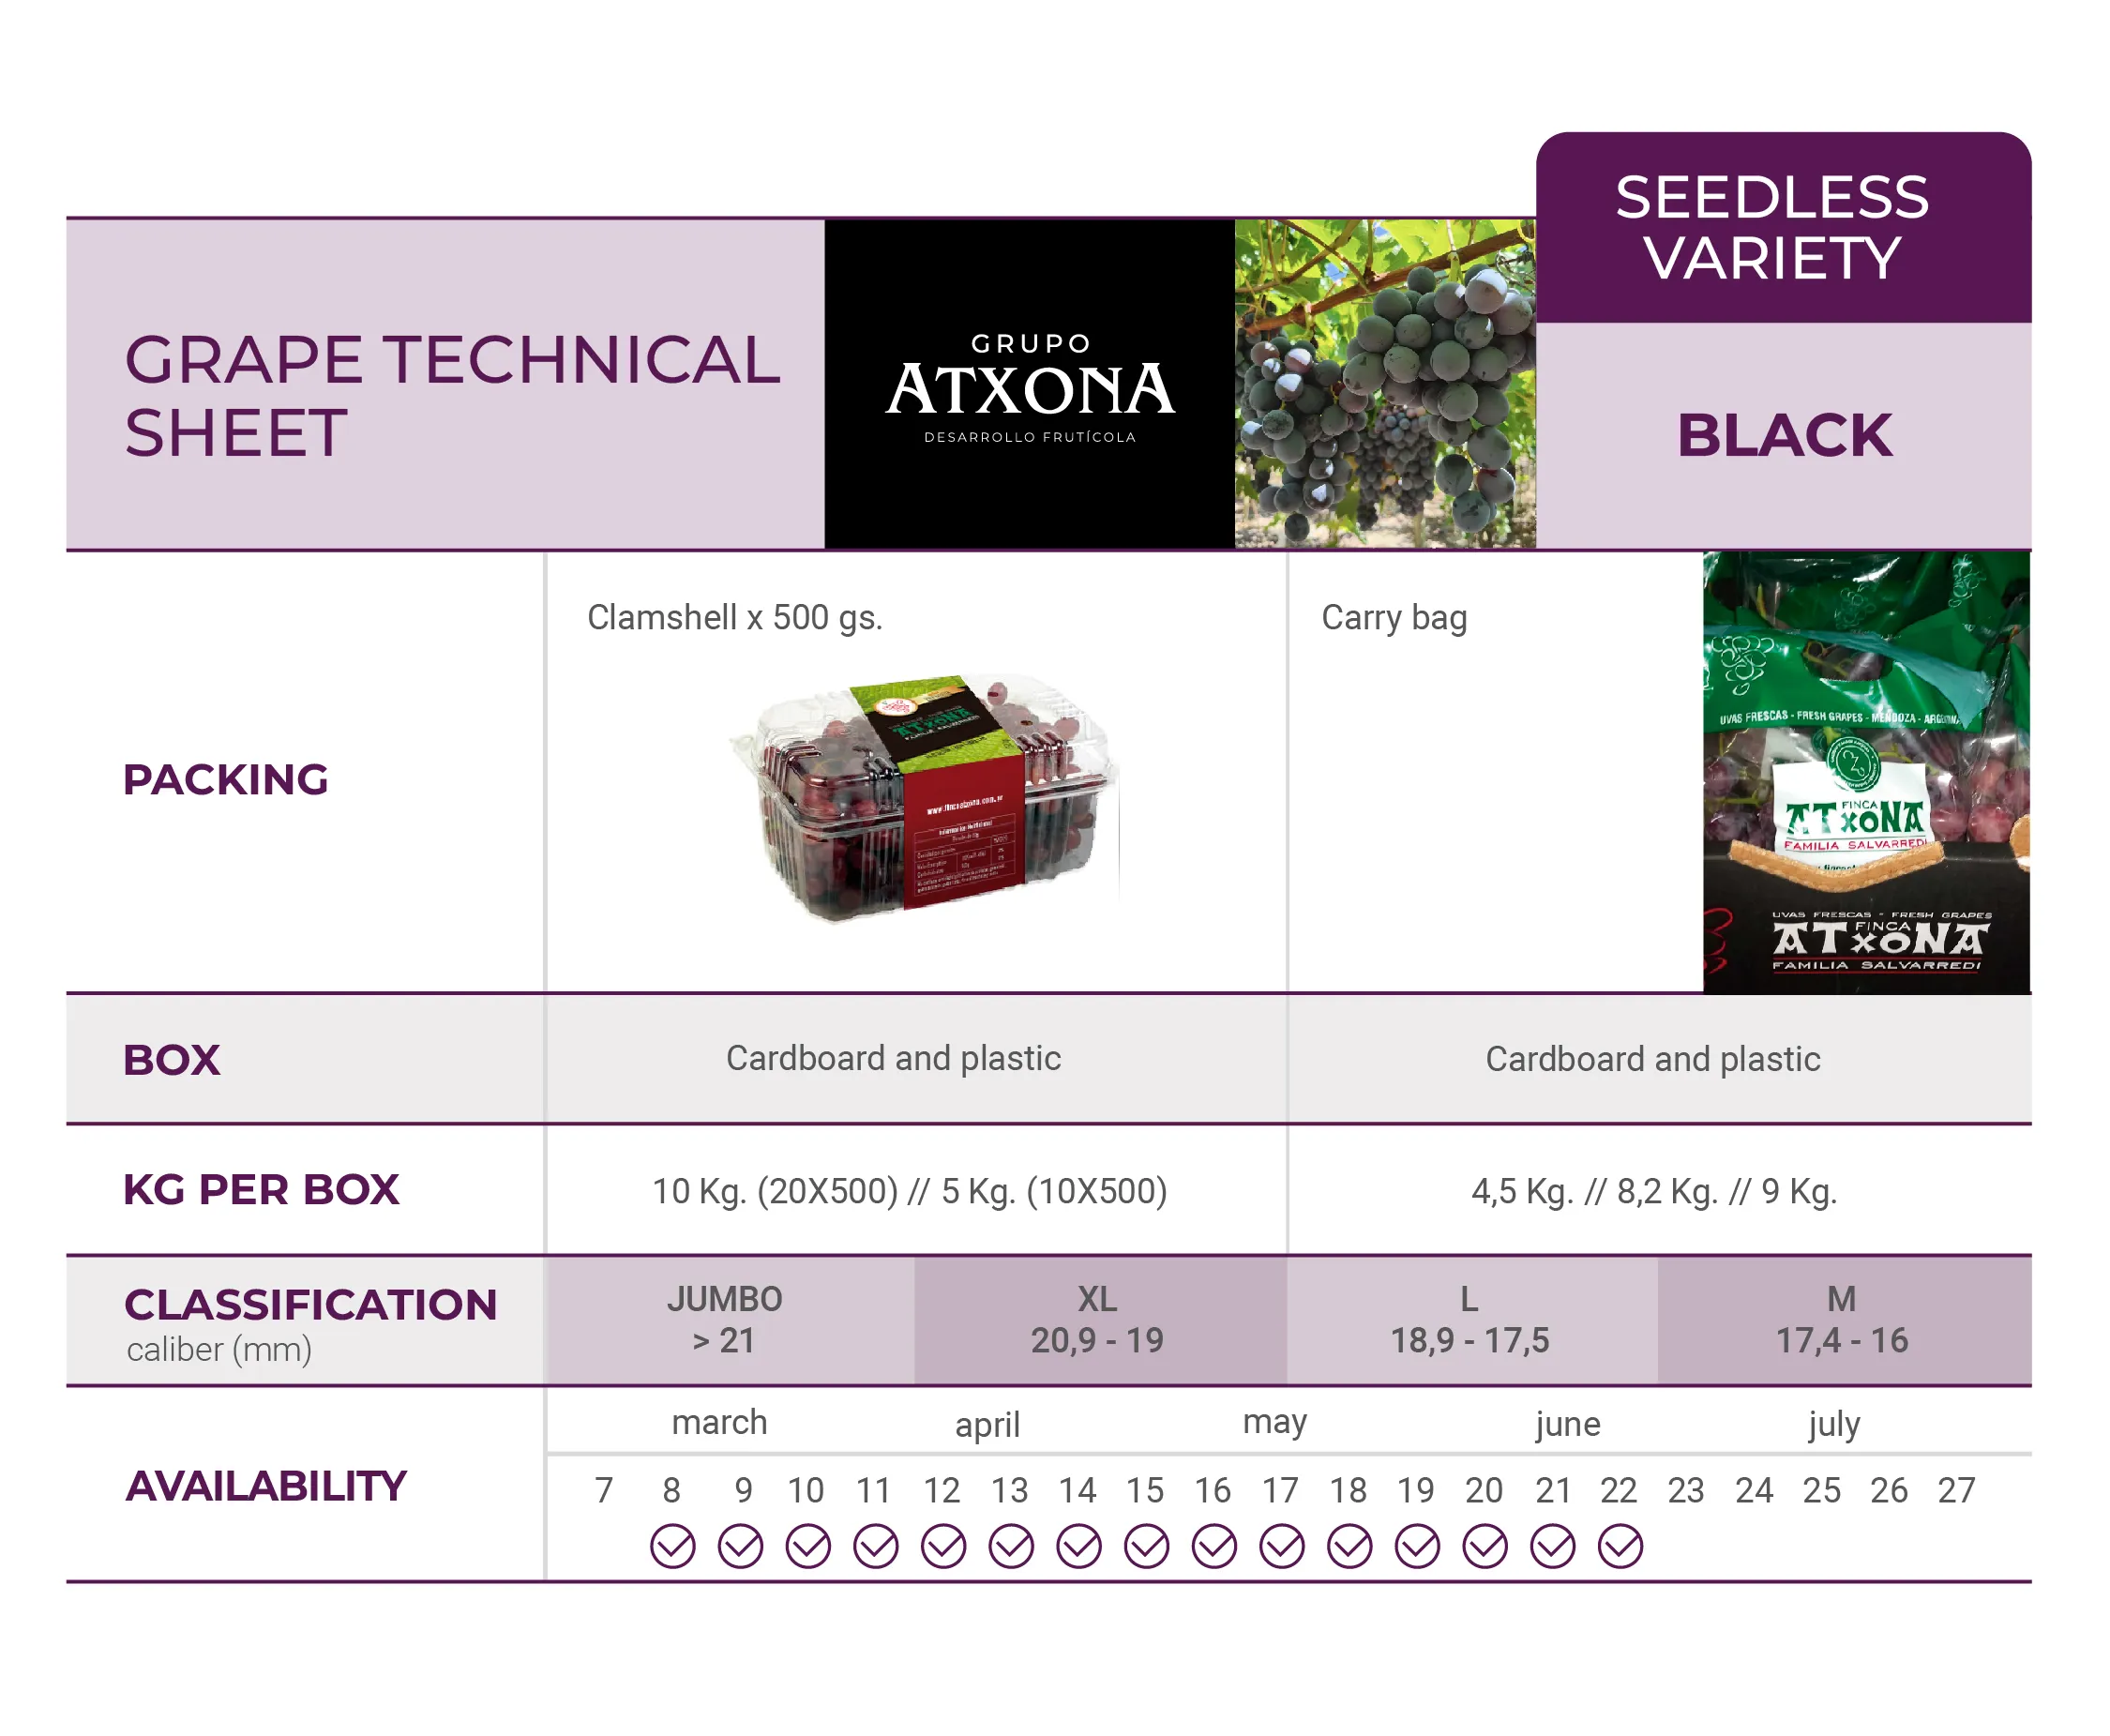 SEEDLESS
VARIETY
GRAPE TECHNICAL
SHEET
GRUPO
ATXONA
DESARROLLO FRUTÍCOLA
BLACK
PACKING
Clamshell x 500 gs.
ATXONA
www.fincaatxona.com.ar
Carry bag
UVAS FRESCAS - FRESH GRAPES - MENDOZA - ARGENTINA
FINCA
ATXONA
FAMILIA SALVARREDI
UVAS FRESCAS - FRESH GRAPES
FINCA
ATXONA
FAMILIA SALVARREDI
BOX
Cardboard and plastic
Cardboard and plastic
KG PER BOX
10 Kg. (20X500) // 5 Kg. (10X500)
4,5 Kg. // 8,2 Kg. // 9 Kg.
CLASSIFICATION
caliber (mm)
JUMBO
> 21
XL
20,9 - 19
L
18,9 - 17,5
M
17,4 - 16
AVAILABILITY
march april may june july
7 8 9 10 11 12 13 14 15 16 17 18 19 20 21 22 23 24 25 26 27